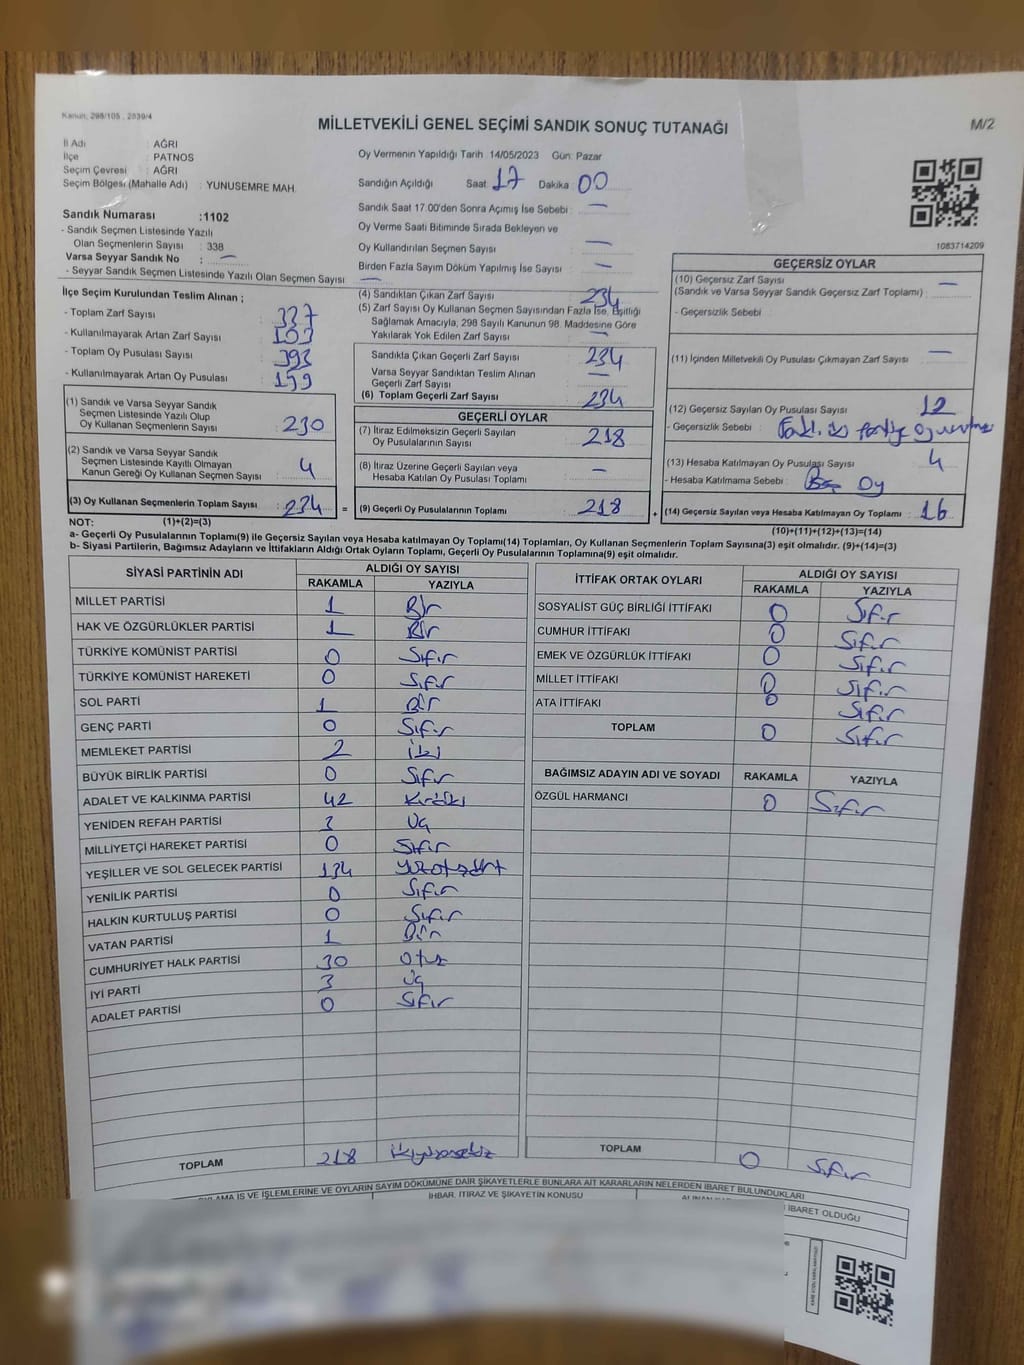 Kanun, 298/105 , 2839/4
MİLLETVEKİLİ GENEL SEÇİMİ SANDIK SONUÇ TUTANAĞI
M/2
İl Adı : AĞRI
İlçe : PATNOS
Seçim Çevresi : AĞRI
Seçim Bölgesi (Mahalle Adı) : YUNUSEMRE MAH.
Sandık Numarası :1102
- Sandık Seçmen Listesinde Yazılı
Olan Seçmenlerin Sayısı : 338
Varsa Seyyar Sandık No : —
- Seyyar Sandık Seçmen Listesinde Yazılı Olan Seçmen Sayısı —
Oy Vermenin Yapıldığı Tarih 14/05/2023 Gün: Pazar
Sandığın Açıldığı Saat 17 Dakika 00
Sandık Saat 17.00'den Sonra Açımış İse Sebebi : —
Oy Verme Saati Bitiminde Sırada Bekleyen ve
Oy Kullandırılan Seçmen Sayısı —
Birden Fazla Sayım Döküm Yapılmış İse Sayısı —
1083714209
İlçe Seçim Kurulundan Teslim Alınan ;
- Toplam Zarf Sayısı : 337
- Kullanılmayarak Artan Zarf Sayısı : 103
- Toplam Oy Pusulası Sayısı : 393
- Kullanılmayarak Artan Oy Pusulası : 159
(1) Sandık ve Varsa Seyyar Sandık
Seçmen Listesinde Yazılı Olup
Oy Kullanan Seçmenlerin Sayısı : 230
(2) Sandık ve Varsa Seyyar Sandık
Seçmen Listesinde Kayıtlı Olmayan
Kanun Gereği Oy Kullanan Seçmen Sayısı : 4
(3) Oy Kullanan Seçmenlerin Toplam Sayısı : 234 =
(4) Sandıktan Çıkan Zarf Sayısı 234
(5) Zarf Sayısı Oy Kullanan Seçmen Sayısından Fazla İse, Eşitliği
Sağlamak Amacıyla, 298 Sayılı Kanunun 98. Maddesine Göre
Yakılarak Yok Edilen Zarf Sayısı : —
Sandıkta Çıkan Geçerli Zarf Sayısı : 234
Varsa Seyyar Sandıktan Teslim Alınan
Geçerli Zarf Sayısı —
(6) Toplam Geçerli Zarf Sayısı : 234
GEÇERLİ OYLAR
(7) İtiraz Edilmeksizin Geçerli Sayılan
Oy Pusulalarının Sayısı : 218
(8) İtiraz Üzerine Geçerli Sayılan veya
Hesaba Katılan Oy Pusulası Toplamı : —
(9) Geçerli Oy Pusulalarının Toplamı : 218 +
GEÇERSİZ OYLAR
(10) Geçersiz Zarf Sayısı
(Sandık ve Varsa Seyyar Sandık Geçersiz Zarf Toplamı) : —
- Geçersizlik Sebebi :
(11) İçinden Milletvekili Oy Pusulası Çıkmayan Zarf Sayısı : —
(12) Geçersiz Sayılan Oy Pusulası Sayısı : 12
- Geçersizlik Sebebi : partiye oy
(13) Hesaba Katılmayan Oy Pusulası Sayısı : 4
- Hesaba Katılmama Sebebi : Boş Oy
(14) Geçersiz Sayılan veya Hesaba Katılmayan Oy Toplamı : 16
NOT: (1)+(2)=(3)
(10)+(11)+(12)+(13)=(14)
a- Geçerli Oy Pusulalarının Toplamı(9) ile Geçersiz Sayılan veya Hesaba katılmayan Oy Toplamı(14) Toplamları, Oy Kullanan Seçmenlerin Toplam Sayısına(3) eşit olmalıdır. (9)+(14)=(3)
b- Siyasi Partilerin, Bağımsız Adayların ve İttifakların Aldığı Ortak Oyların Toplamı, Geçerli Oy Pusulalarının Toplamına(9) eşit olmalıdır.
SİYASİ PARTİNİN ADI ALDIĞI OY SAYISI
RAKAMLA YAZIYLA
MİLLET PARTİSİ 1 Bir
HAK VE ÖZGÜRLÜKLER PARTİSİ 1 Bir
TÜRKİYE KOMÜNİST PARTİSİ 0 Sıfır
TÜRKİYE KOMÜNİST HAREKETİ 0 Sıfır
SOL PARTİ 1 Bir
GENÇ PARTİ 0 Sıfır
MEMLEKET PARTİSİ 2 iki
BÜYÜK BİRLİK PARTİSİ 0 Sıfır
ADALET VE KALKINMA PARTİSİ 42 Kırkiki
YENİDEN REFAH PARTİSİ 3 üç
MİLLİYETÇİ HAREKET PARTİSİ 0 Sıfır
YEŞİLLER VE SOL GELECEK PARTİSİ 134 Yüzotuzdört
YENİLİK PARTİSİ 0 Sıfır
HALKIN KURTULUŞ PARTİSİ 0 Sıfır
VATAN PARTİSİ 1 Bir
CUMHURİYET HALK PARTİSİ 30 Otuz
İYİ PARTİ 3 üç
ADALET PARTİSİ 0 Sıfır
TOPLAM 218
İTTİFAK ORTAK OYLARI ALDIĞI OY SAYISI
RAKAMLA YAZIYLA
SOSYALİST GÜÇ BİRLİĞİ İTTİFAKI 0 Sıfır
CUMHUR İTTİFAKI 0 Sıfır
EMEK VE ÖZGÜRLÜK İTTİFAKI 0 Sıfır
MİLLET İTTİFAKI 0 Sıfır
ATA İTTİFAKI 0 Sıfır
TOPLAM 0 Sıfır
BAĞIMSIZ ADAYIN ADI VE SOYADI RAKAMLA YAZIYLA
ÖZGÜL HARMANCI 0 Sıfır
TOPLAM 0 Sıfır
İŞ VE İŞLEMLERİNE VE OYLARIN SAYIM DÖKÜMÜNE DAİR ŞİKAYETLERLE BUNLARA AİT KARARLARIN NELERDEN İBARET BULUNDUKLARI
İHBAR, İTİRAZ VE ŞİKAYETİN KONUSU
İBARET OLDUĞU